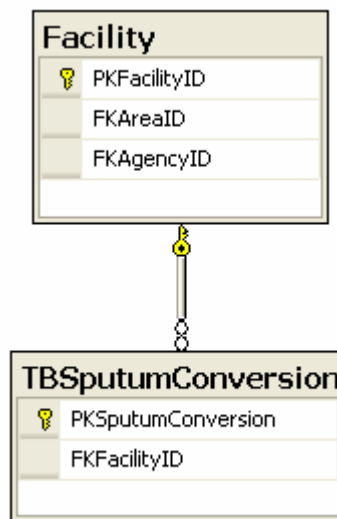 Facility
PKFacilityID
FKAreaID
FKAgencyID
TBSputumConversion
PKSputumConversion
FKFacilityID